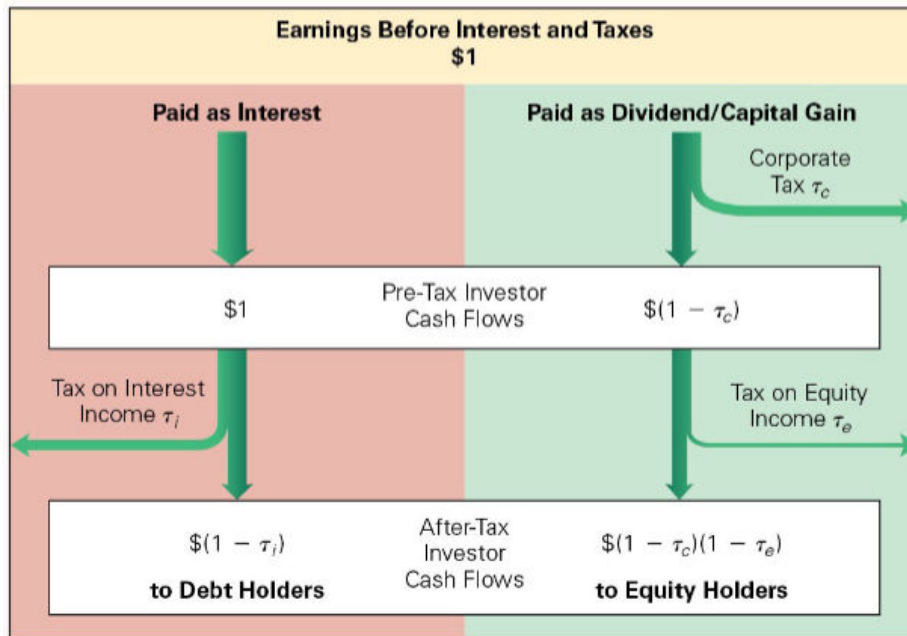 Earnings Before Interest and Taxes
$1
Paid as Interest
Paid as Dividend/Capital Gain
Corporate
Tax τc
$1
Pre-Tax Investor
Cash Flows
$(1 − τc)
Tax on Interest
Income τi
Tax on Equity
Income τe
$(1 − τi)
to Debt Holders
After-Tax
Investor
Cash Flows
$(1 − τc)(1 − τe)
to Equity Holders